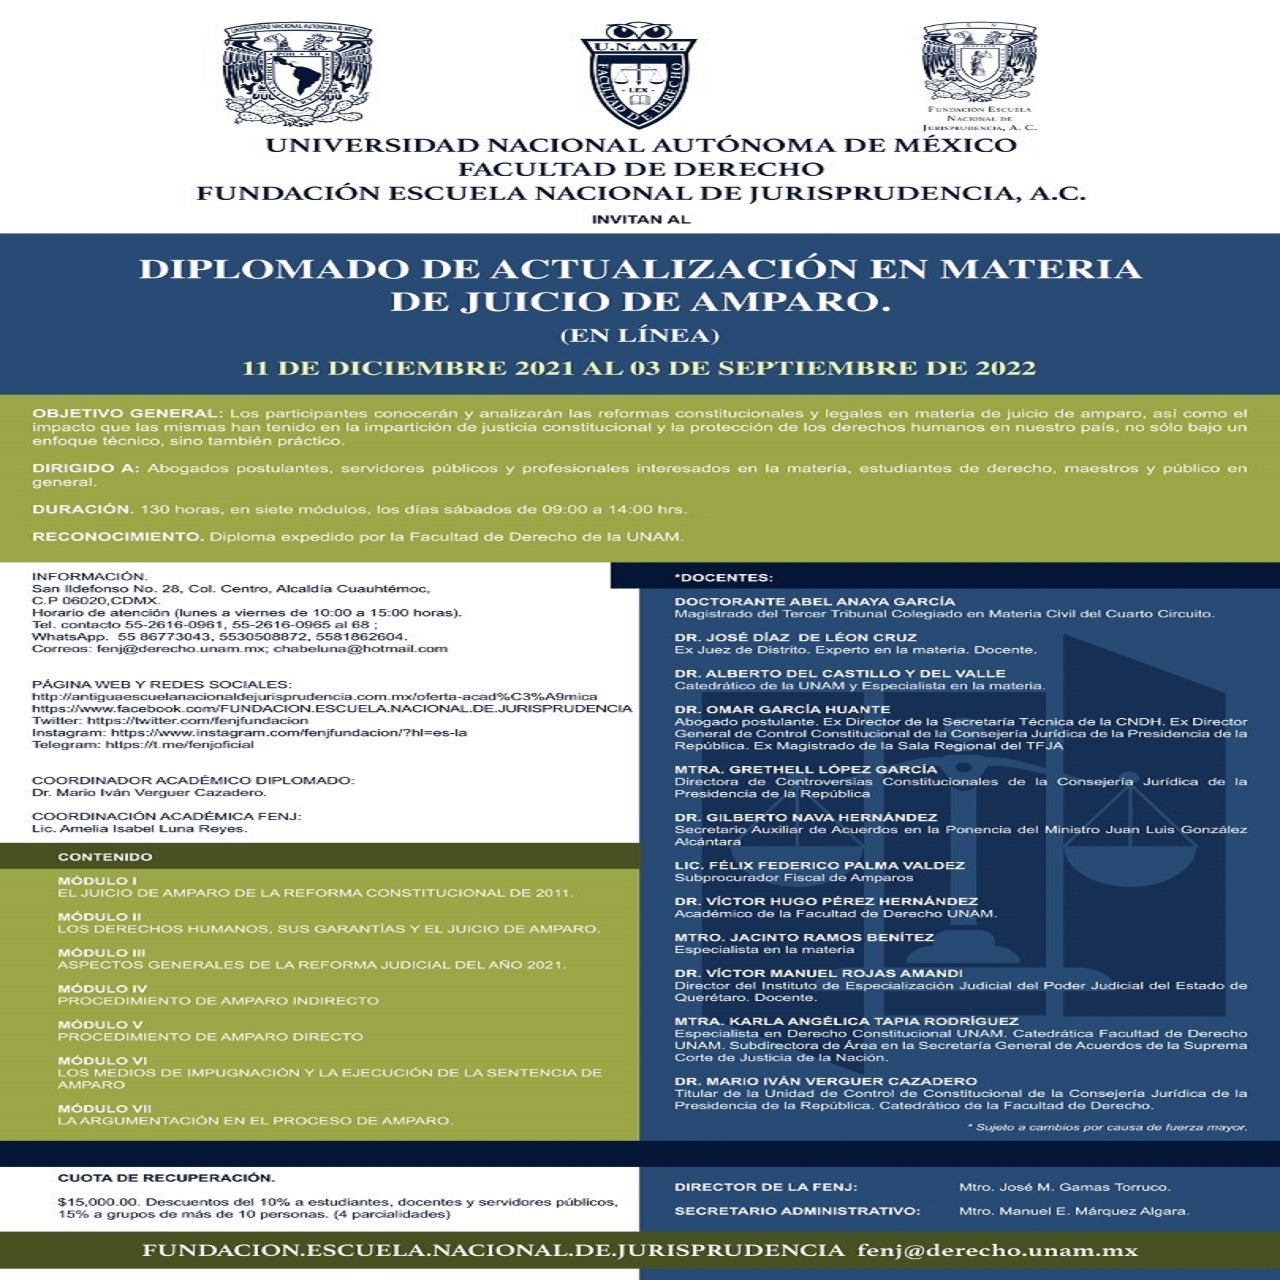 U.N.A.M.
FACULTAD DE DERECHO
LEX
FUNDACIÓN ESCUELA
NACIONAL DE
JURISPRUDENCIA, A. C.
UNIVERSIDAD NACIONAL AUTÓNOMA DE MÉXICO
FACULTAD DE DERECHO
FUNDACIÓN ESCUELA NACIONAL DE JURISPRUDENCIA, A.C.
INVITAN AL
DIPLOMADO DE ACTUALIZACIÓN EN MATERIA
DE JUICIO DE AMPARO.
(EN LÍNEA)
11 DE DICIEMBRE 2021 AL 03 DE SEPTIEMBRE DE 2022
OBJETIVO GENERAL: Los participantes conocerán y analizarán las reformas constitucionales y legales en materia de juicio de amparo, así como el
impacto que las mismas han tenido en la impartición de justicia constitucional y la protección de los derechos humanos en nuestro país, no sólo bajo un
enfoque técnico, sino también práctico.
DIRIGIDO A: Abogados postulantes, servidores públicos y profesionales interesados en la materia, estudiantes de derecho, maestros y público en
general.
DURACIÓN. 130 horas, en siete módulos, los días sábados de 09:00 a 14:00 hrs.
RECONOCIMIENTO. Diploma expedido por la Facultad de Derecho de la UNAM.
INFORMACIÓN.
San Ildefonso No. 28, Col. Centro, Alcaldía Cuauhtémoc,
C.P 06020,CDMX.
Horario de atención (lunes a viernes de 10:00 a 15:00 horas).
Tel. contacto 55-2616-0961, 55-2616-0965 al 68 ;
WhatsApp. 55 86773043, 5530508872, 5581862604.
Correos: fenj@derecho.unam.mx; chabeluna@hotmail.com
PÁGINA WEB Y REDES SOCIALES:
http://antiguaescuelanacionaldejurisprudencia.com.mx/oferta-acad%C3%A9mica
https://www.facebook.com/FUNDACION.ESCUELA.NACIONAL.DE.JURISPRUDENCIA
Twitter: https://twitter.com/fenjfundacion
Instagram: https://www.instagram.com/fenjfundacion/?hl=es-la
Telegram: https://t.me/fenjoficial
COORDINADOR ACADÉMICO DIPLOMADO:
Dr. Mario Iván Verguer Cazadero.
COORDINACIÓN ACADÉMICA FENJ:
Lic. Amelia Isabel Luna Reyes.
CONTENIDO
MÓDULO I
EL JUICIO DE AMPARO DE LA REFORMA CONSTITUCIONAL DE 2011.
MÓDULO II
LOS DERECHOS HUMANOS, SUS GARANTÍAS Y EL JUICIO DE AMPARO.
MÓDULO III
ASPECTOS GENERALES DE LA REFORMA JUDICIAL DEL AÑO 2021.
MÓDULO IV
PROCEDIMIENTO DE AMPARO INDIRECTO
MÓDULO V
PROCEDIMIENTO DE AMPARO DIRECTO
MÓDULO VI
LOS MEDIOS DE IMPUGNACIÓN Y LA EJECUCIÓN DE LA SENTENCIA DE
AMPARO
MÓDULO VII
LA ARGUMENTACIÓN EN EL PROCESO DE AMPARO.
*DOCENTES:
DOCTORANTE ABEL ANAYA GARCÍA
Magistrado del Tercer Tribunal Colegiado en Materia Civil del Cuarto Circuito.
DR. JOSÉ DÍAZ DE LÉON CRUZ
Ex Juez de Distrito. Experto en la materia. Docente.
DR. ALBERTO DEL CASTILLO Y DEL VALLE
Catedrático de la UNAM y Especialista en la materia.
DR. OMAR GARCÍA HUANTE
Abogado postulante. Ex Director de la Secretaría Técnica de la CNDH. Ex Director
General de Control Constitucional de la Consejería Jurídica de la Presidencia de la
República. Ex Magistrado de la Sala Regional del TFJA
MTRA. GRETHELL LÓPEZ GARCÍA
Directora de Controversias Constitucionales de la Consejería Jurídica de la
Presidencia de la República
DR. GILBERTO NAVA HERNÁNDEZ
Secretario Auxiliar de Acuerdos en la Ponencia del Ministro Juan Luis González
Alcántara
LIC. FÉLIX FEDERICO PALMA VALDEZ
Subprocurador Fiscal de Amparos
DR. VÍCTOR HUGO PÉREZ HERNÁNDEZ
Académico de la Facultad de Derecho UNAM.
MTRO. JACINTO RAMOS BENÍTEZ
Especialista en la materia
DR. VÍCTOR MANUEL ROJAS AMANDI
Director del Instituto de Especialización Judicial del Poder Judicial del Estado de
Querétaro. Docente.
MTRA. KARLA ANGÉLICA TAPIA RODRÍGUEZ
Especialista en Derecho Constitucional UNAM. Catedrática Facultad de Derecho
UNAM. Subdirectora de Área en la Secretaría General de Acuerdos de la Suprema
Corte de Justicia de la Nación.
DR. MARIO IVÁN VERGUER CAZADERO
Titular de la Unidad de Control de Constitucional de la Consejería Jurídica de la
Presidencia de la República. Catedrático de la Facultad de Derecho.
* Sujeto a cambios por causa de fuerza mayor.
CUOTA DE RECUPERACIÓN.
$15,000.00. Descuentos del 10% a estudiantes, docentes y servidores públicos,
15% a grupos de más de 10 personas. (4 parcialidades)
DIRECTOR DE LA FENJ: Mtro. José M. Gamas Torruco.
SECRETARIO ADMINISTRATIVO: Mtro. Manuel E. Márquez Algara.
FUNDACION.ESCUELA.NACIONAL.DE.JURISPRUDENCIA fenj@derecho.unam.mx